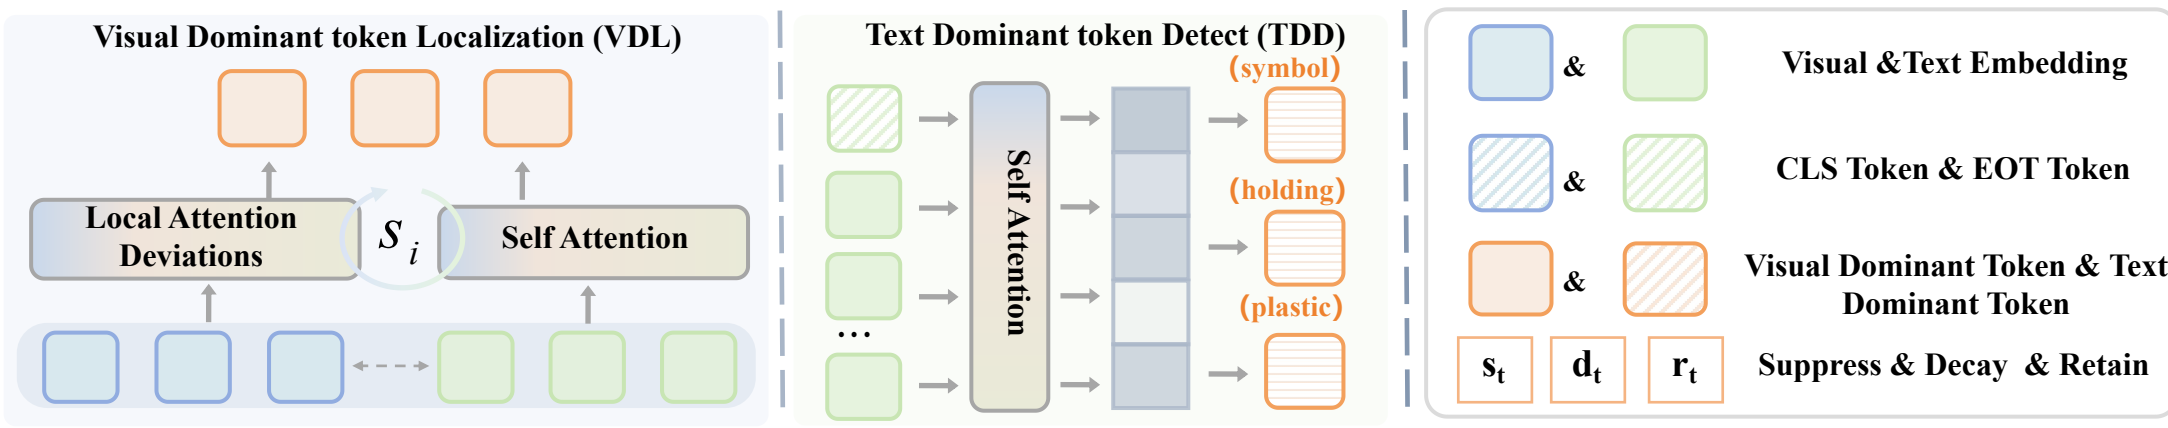 Visual Dominant token Localization (VDL)
Local Attention
Deviations
S i
Self Attention
Text Dominant token Detect (TDD)
(symbol)
(holding)
(plastic)
Self Attention
...
&
Visual &Text Embedding
&
CLS Token & EOT Token
&
Visual Dominant Token & Text
Dominant Token
st
dt
rt
Suppress & Decay & Retain